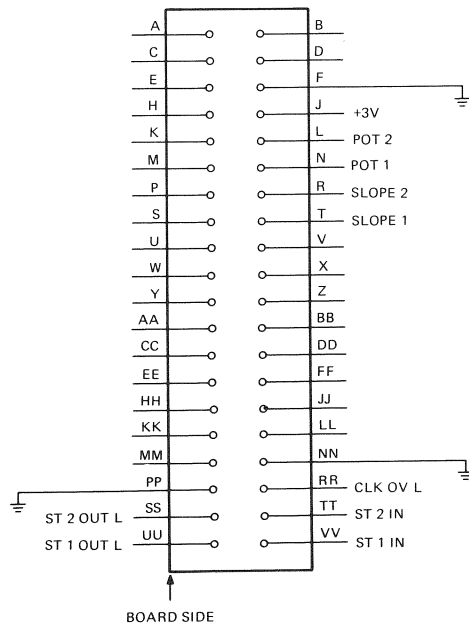 A B
C D
E F
H J +3V
K L POT 2
M N POT 1
P R SLOPE 2
S T SLOPE 1
U V
W X
Y Z
AA BB
CC DD
EE FF
HH JJ
KK LL
MM NN
PP RR CLK OV L
ST 2 OUT L SS TT ST 2 IN
ST 1 OUT L UU VV ST 1 IN
BOARD SIDE